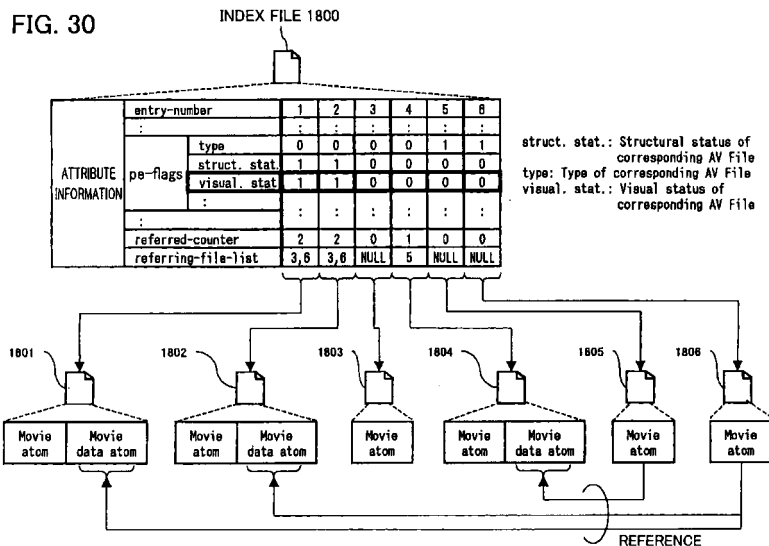 FIG. 30
INDEX FILE 1800
ATTRIBUTE INFORMATION
entry-number 1 2 3 4 5 6
: : : : : : :
pe-flags
type 0 0 0 0 1 1
struct. stat. 1 1 0 0 0 0
visual. stat 1 1 0 0 0 0
:
: : : : : : :
referred-counter 2 2 0 1 0 0
referring-file-list 3,6 3,6 NULL 5 NULL NULL
struct. stat.: Structural status of
corresponding AV File
type: Type of corresponding AV File
visual. stat.: Visual status of
corresponding AV File
1801 1802 1803 1804 1805 1806
Movie atom
Movie data atom
Movie atom
Movie data atom
Movie atom
Movie atom
Movie data atom
Movie atom
Movie atom
REFERENCE